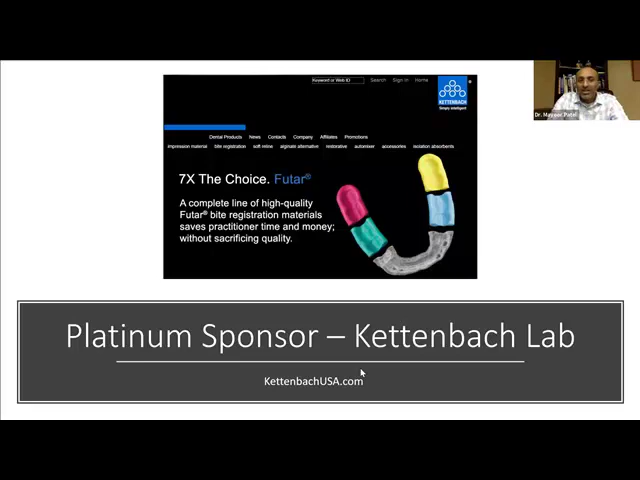 Keyword or Web ID Search Sign in Home
KETTENBACH
Simply intelligent
Dental Products News Contacts Company Affiliates Promotions
impression material bite registration soft reline alginate alternative restorative automixer accessories isolation absorbents
7X The Choice. Futar®
A complete line of high-quality
Futar® bite registration materials
saves practitioner time and money;
without sacrificing quality.
Dr. Mayoor Patel
Platinum Sponsor – Kettenbach Lab
KettenbachUSA.com